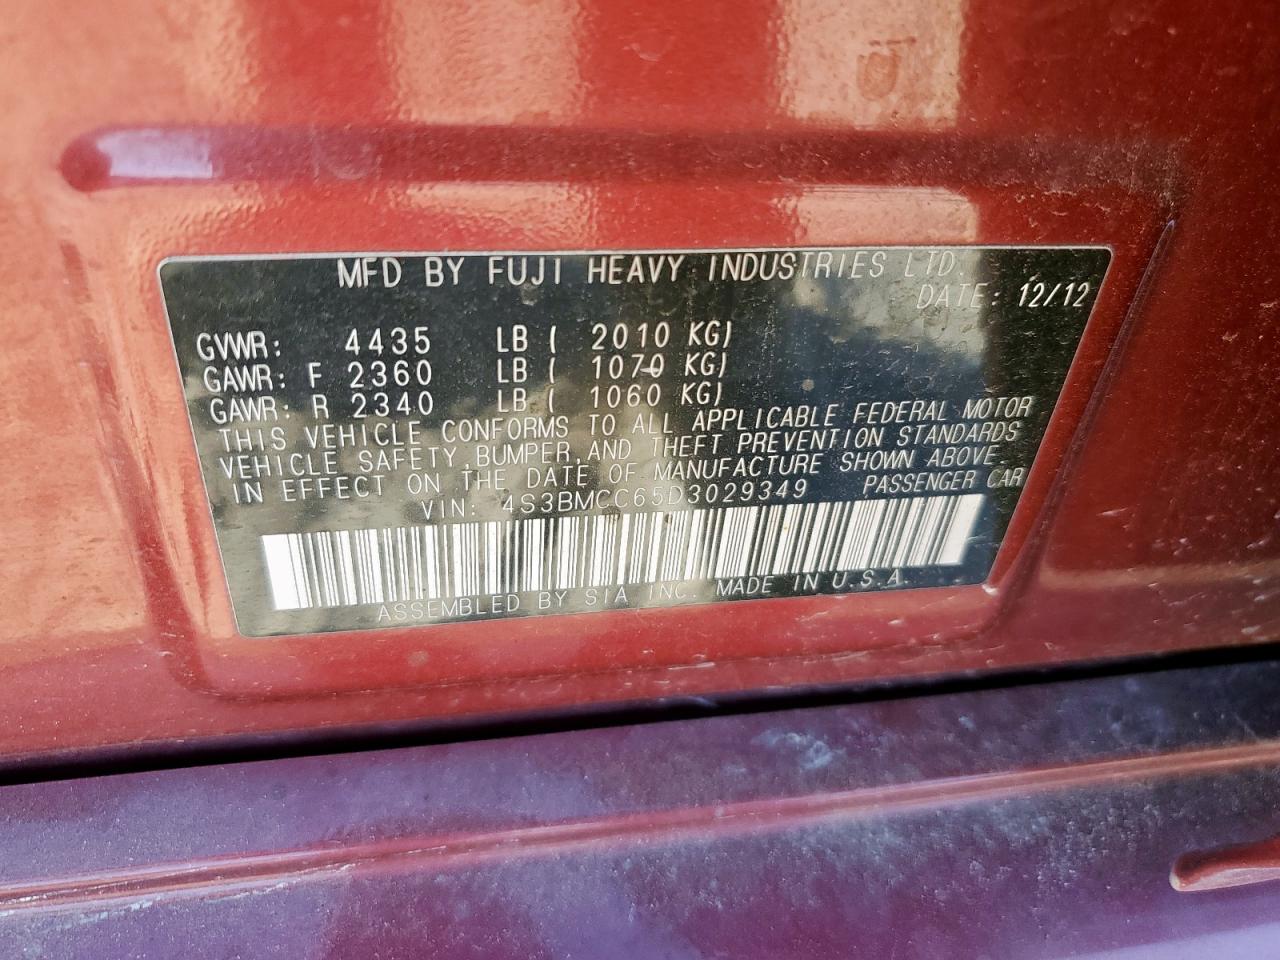 MFD BY FUJI HEAVY INDUSTRIES LTD.
DATE: 12/12
GVWR: 4435 LB ( 2010 KG)
GAWR: F 2360 LB ( 1070 KG)
GAWR: R 2340 LB ( 1060 KG)
THIS VEHICLE CONFORMS TO ALL APPLICABLE FEDERAL MOTOR
VEHICLE SAFETY, BUMPER, AND THEFT PREVENTION STANDARDS
IN EFFECT ON THE DATE OF MANUFACTURE SHOWN ABOVE
VIN: 4S3BMCC65D3029349 PASSENGER CAR
ASSEMBLED BY SIA INC. MADE IN U.S.A.